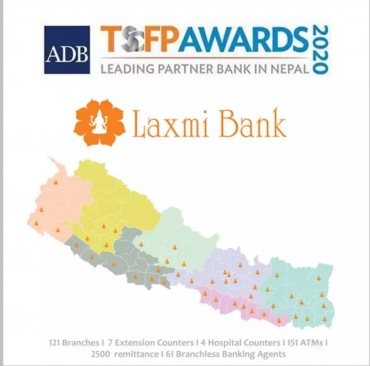 ADB
TSFP AWARDS
2020
LEADING PARTNER BANK IN NEPAL
Laxmi Bank
121 Branches I 7 Extension Counters I 4 Hospital Counters I 151 ATMs I
2500 remittance I 61 Branchless Banking Agents